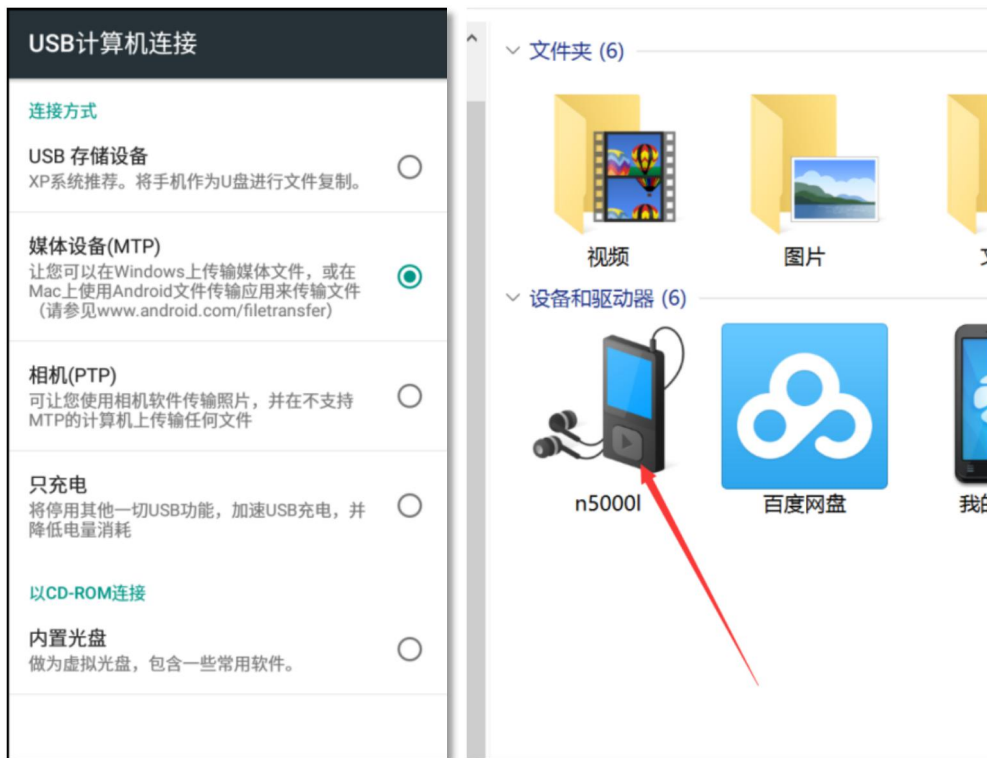 USB计算机连接
连接方式
USB 存储设备
XP系统推荐。将手机作为U盘进行文件复制。
媒体设备(MTP)
让您可以在Windows上传输媒体文件，或在
Mac上使用Android文件传输应用来传输文件
（请参见www.android.com/filetransfer）
相机(PTP)
可让您使用相机软件传输照片，并在不支持
MTP的计算机上传输任何文件
只充电
将停用其他一切USB功能，加速USB充电，并
降低电量消耗
以CD-ROM连接
内置光盘
做为虚拟光盘，包含一些常用软件。
文件夹 (6)
视频
图片
设备和驱动器 (6)
n5000l
百度网盘
我的